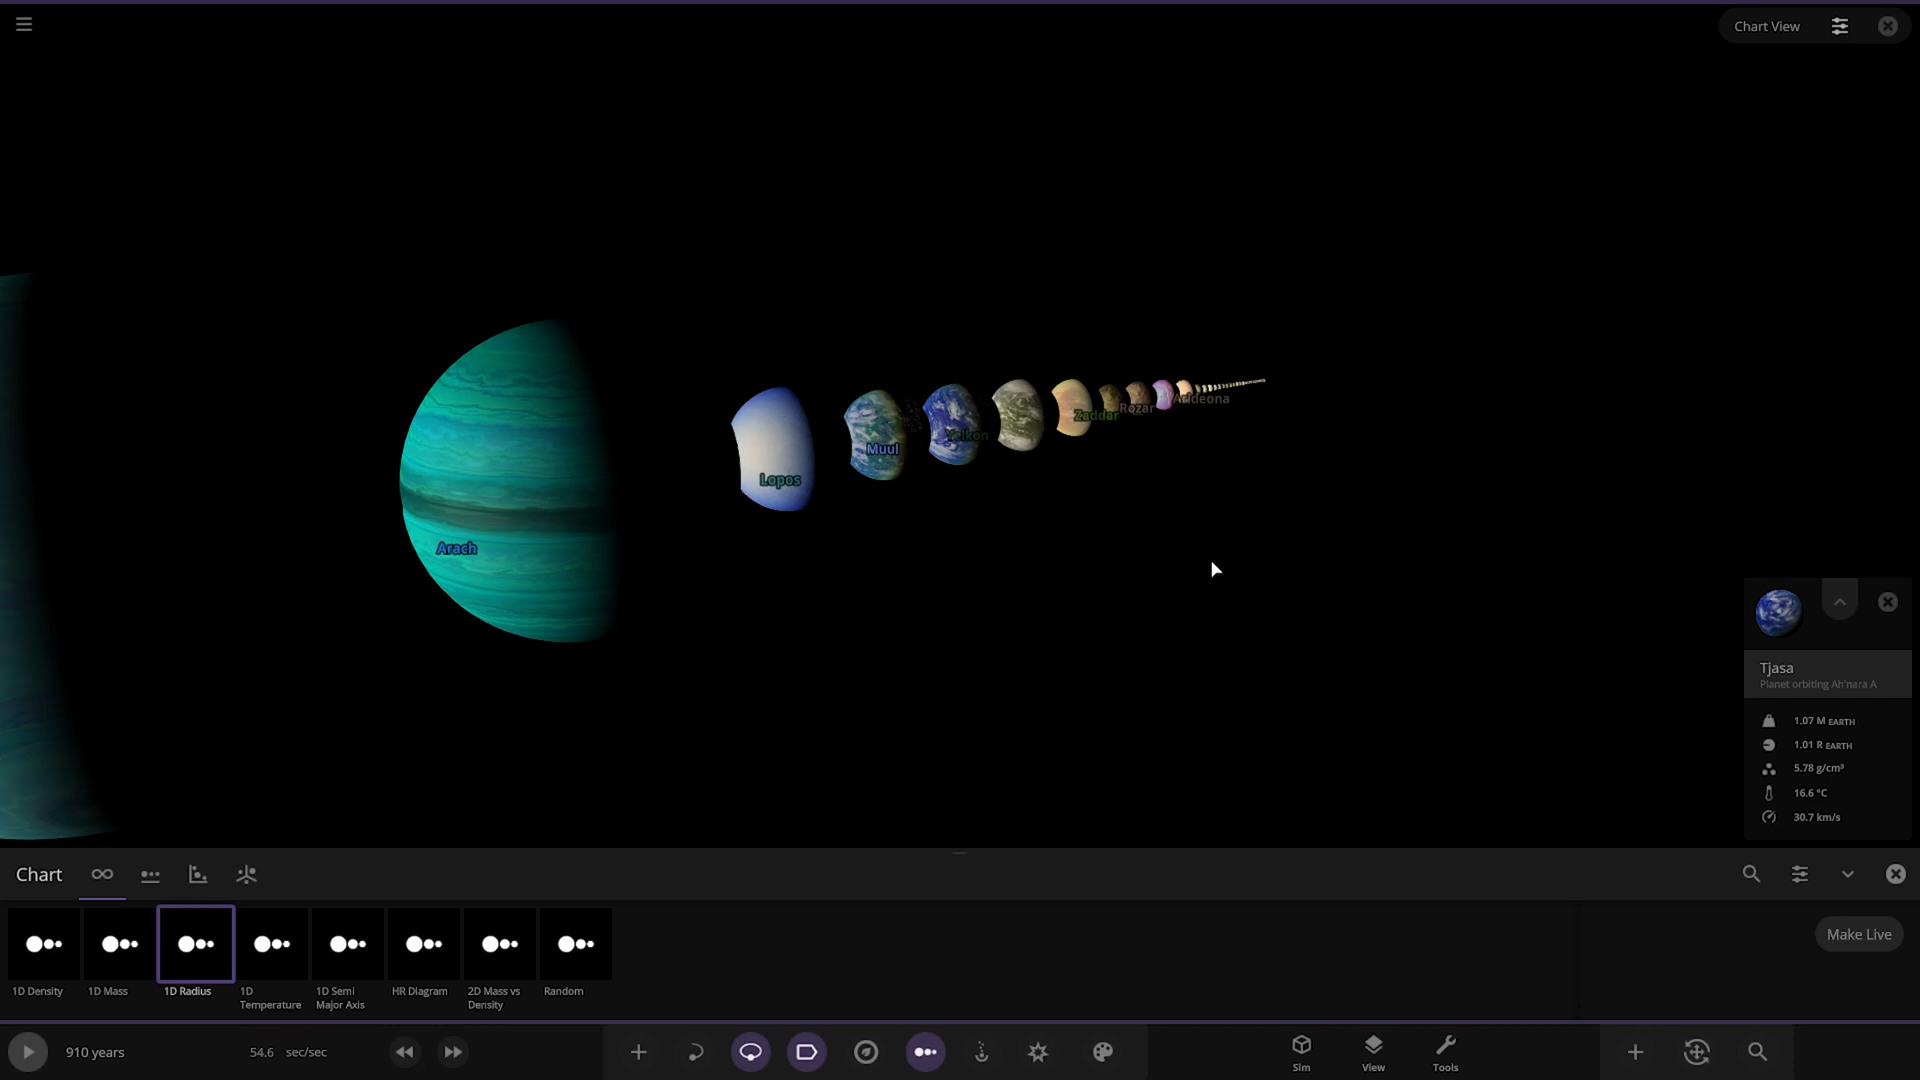 Chart View
Lopos
Muul
Yelkon
Zaddar
Rozar
Aldeona
Arach
Tjasa
Planet orbiting Ah'nara A
1.07 M EARTH
1.01 R EARTH
5.78 g/cm³
16.6 °C
30.7 km/s
Chart
1D Density
1D Mass
1D Radius
1D
Temperature
1D Semi
Major Axis
HR Diagram
2D Mass vs
Density
Random
Make Live
910 years
54.6 sec/sec
Sim
View
Tools